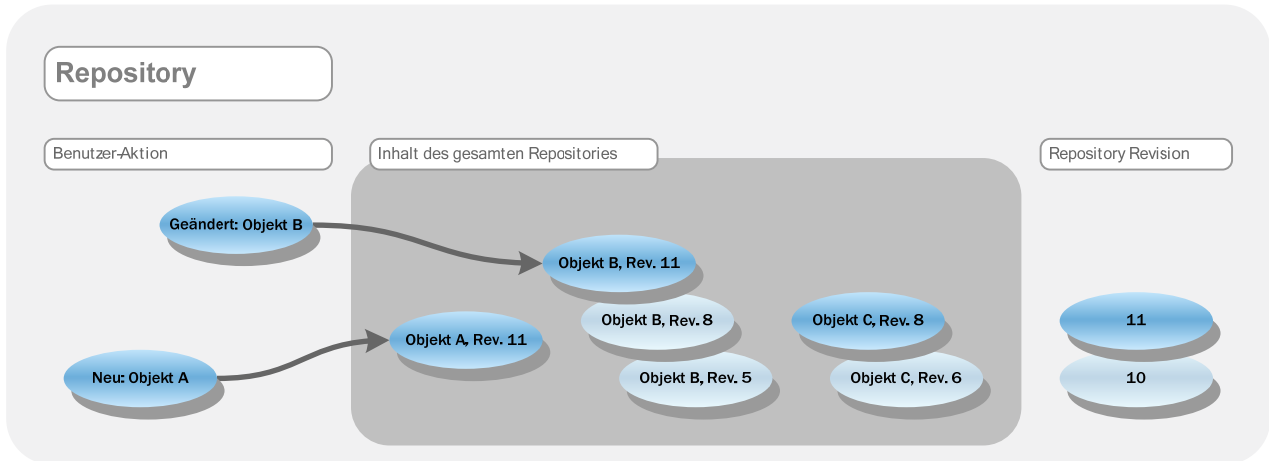 Repository
Benutzer-Aktion
Inhalt des gesamten Repositories
Repository Revision
Geändert: Objekt B
Objekt B, Rev. 11
Objekt B, Rev. 8
Objekt C, Rev. 8
11
Objekt A, Rev. 11
Neu: Objekt A
Objekt B, Rev. 5
Objekt C, Rev. 6
10